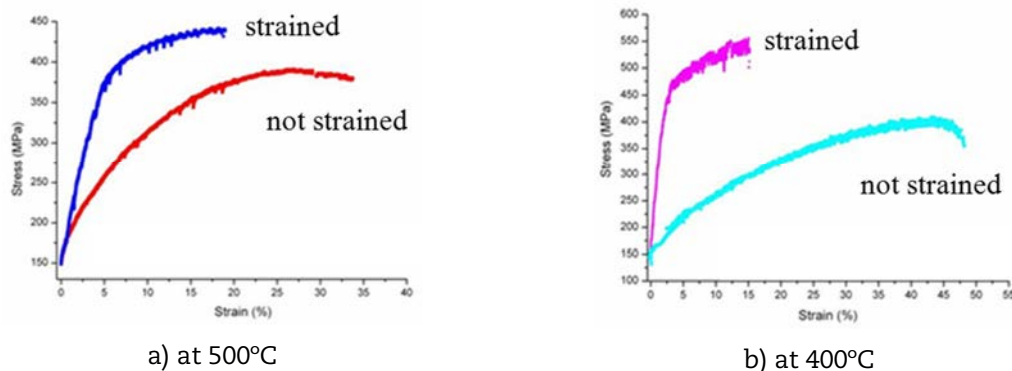 450
400
350
300
250
200
150
Stress (MPa)
strained
not strained
0 5 10 15 20 25 30 35 40
Strain (%)
a) at 500ºC
600
550
500
450
400
350
300
250
200
150
100
Stress (MPa)
strained
not strained
0 5 10 15 20 25 30 35 40 45 50 55
Strain (%)
b) at 400ºC